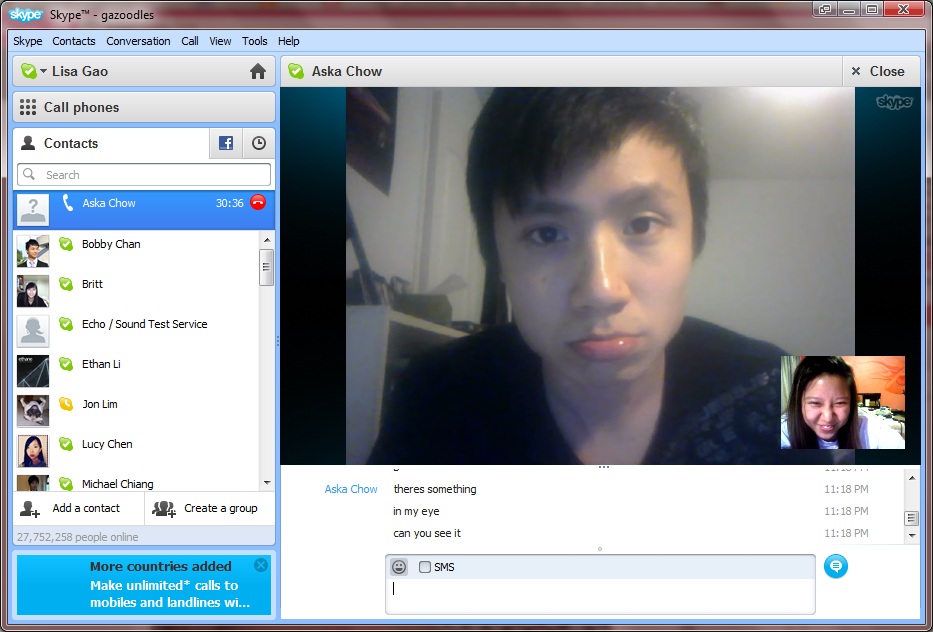 skype Skype™ - gazoodles
Skype Contacts Conversation Call View Tools Help
Lisa Gao
Aska Chow
× Close
Call phones
skype
Contacts
f
Search
?
Aska Chow 30:36
Bobby Chan
Britt
Echo / Sound Test Service
Ethan Li
Jon Lim
Lucy Chen
Michael Chiang
Add a contact
Create a group
27,752,258 people online
More countries added
Make unlimited* calls to
mobiles and landlines wi...
11:18 PM
Aska Chow theres something 11:18 PM
in my eye 11:18 PM
can you see it 11:18 PM
SMS